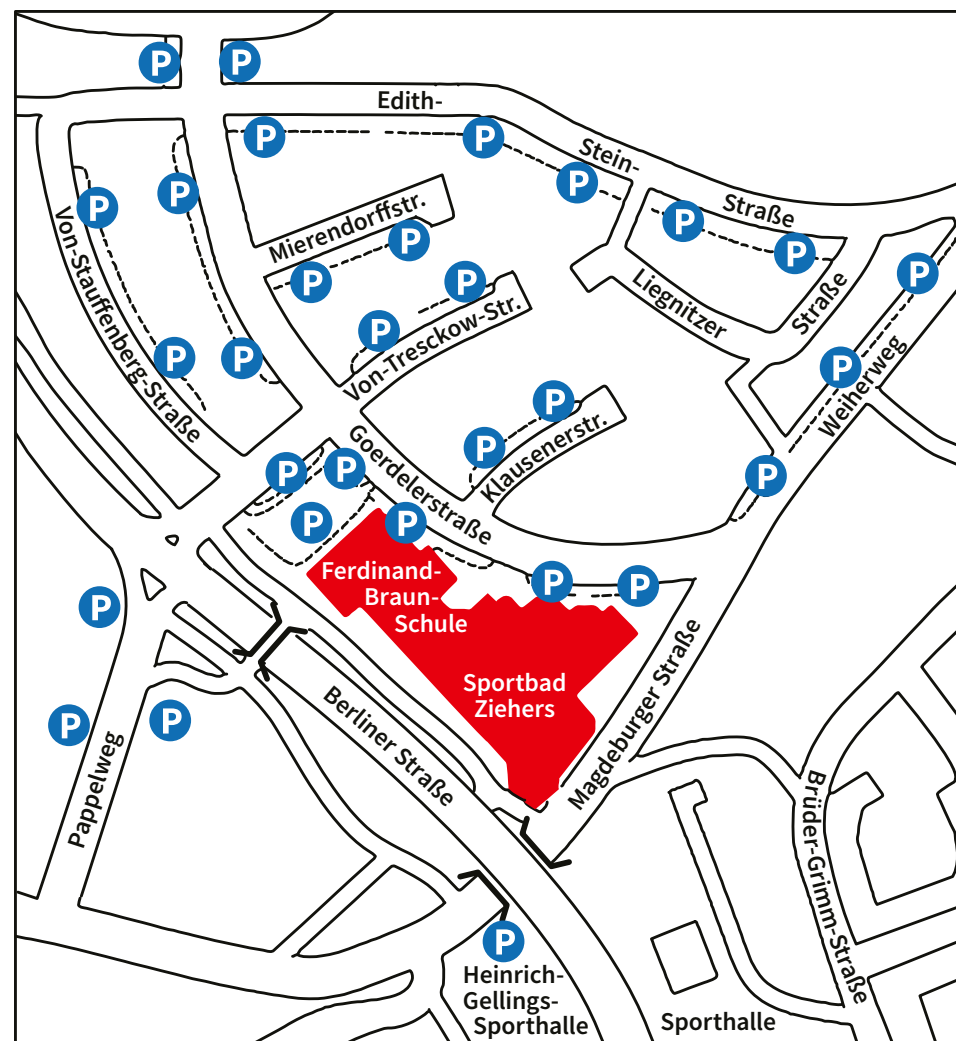 P
P
Edith-
P
P
Stein-
P
Straße
P
P
P
P
Mierendorffstr.
P
P
Von-Stauffenberg-Straße
P
P
Liegnitzer
Straße
P
P
P
Von-Tresckow-Str.
P
P
Weiherweg
P
P
Klausenerstr.
P
Goerdelerstraße
P
P
P
P
P
P
P
Ferdinand-
Braun-
Schule
P
Sportbad
Ziehers
Magdeburger Straße
Berliner Straße
P
P
Pappelweg
Brüder-Grimm-Straße
P
Heinrich-
Gellings-
Sporthalle
Sporthalle